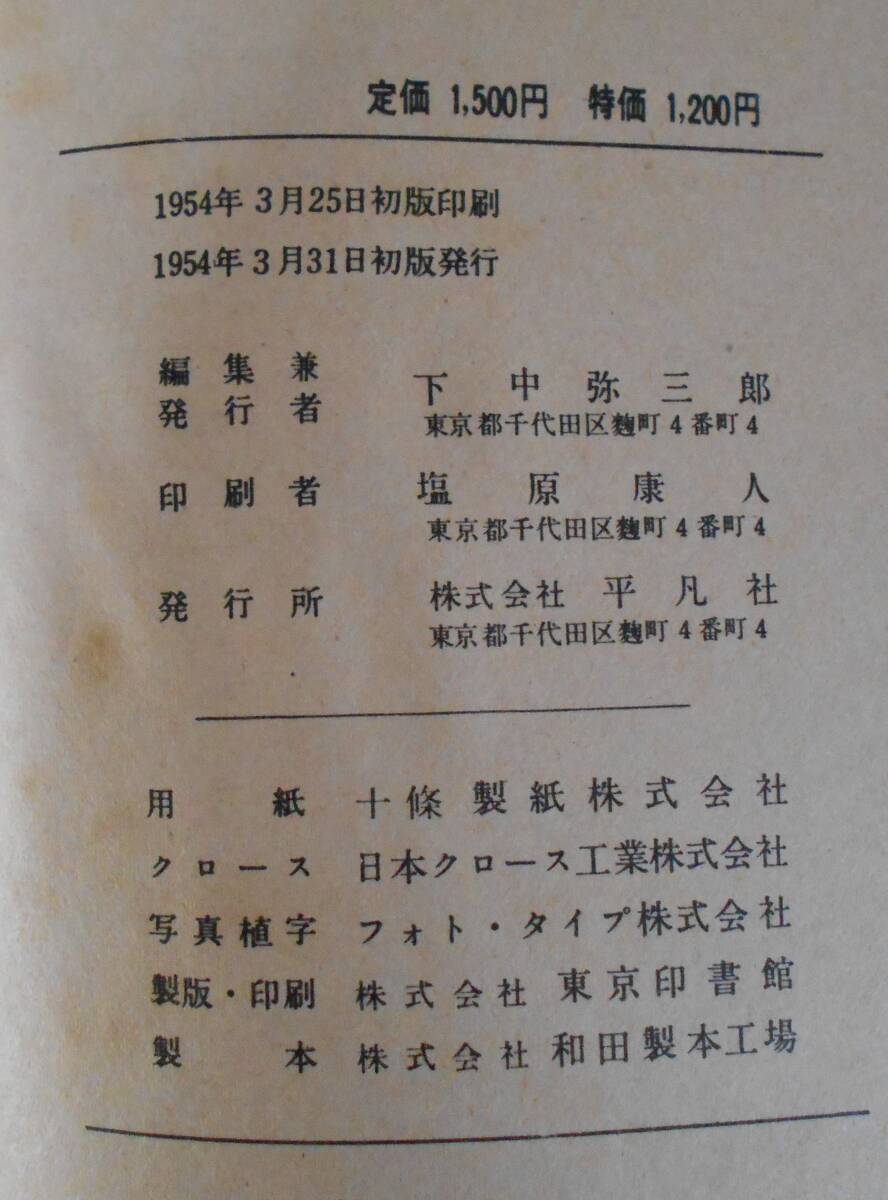 定価 1,500円 特価 1,200円
1954年3月25日初版印刷
1954年3月31日初版発行
編集兼
発行者 下中弥三郎
東京都千代田区麴町4番町4
印刷者 塩原康人
東京都千代田区麴町4番町4
発行所 株式会社 平凡社
東京都千代田区麴町4番町4
用紙 十條製紙株式会社
クロース 日本クロース工業株式会社
写真植字 フォト・タイプ株式会社
製版・印刷 株式会社 東京印書館
製本 株式会社 和田製本工場